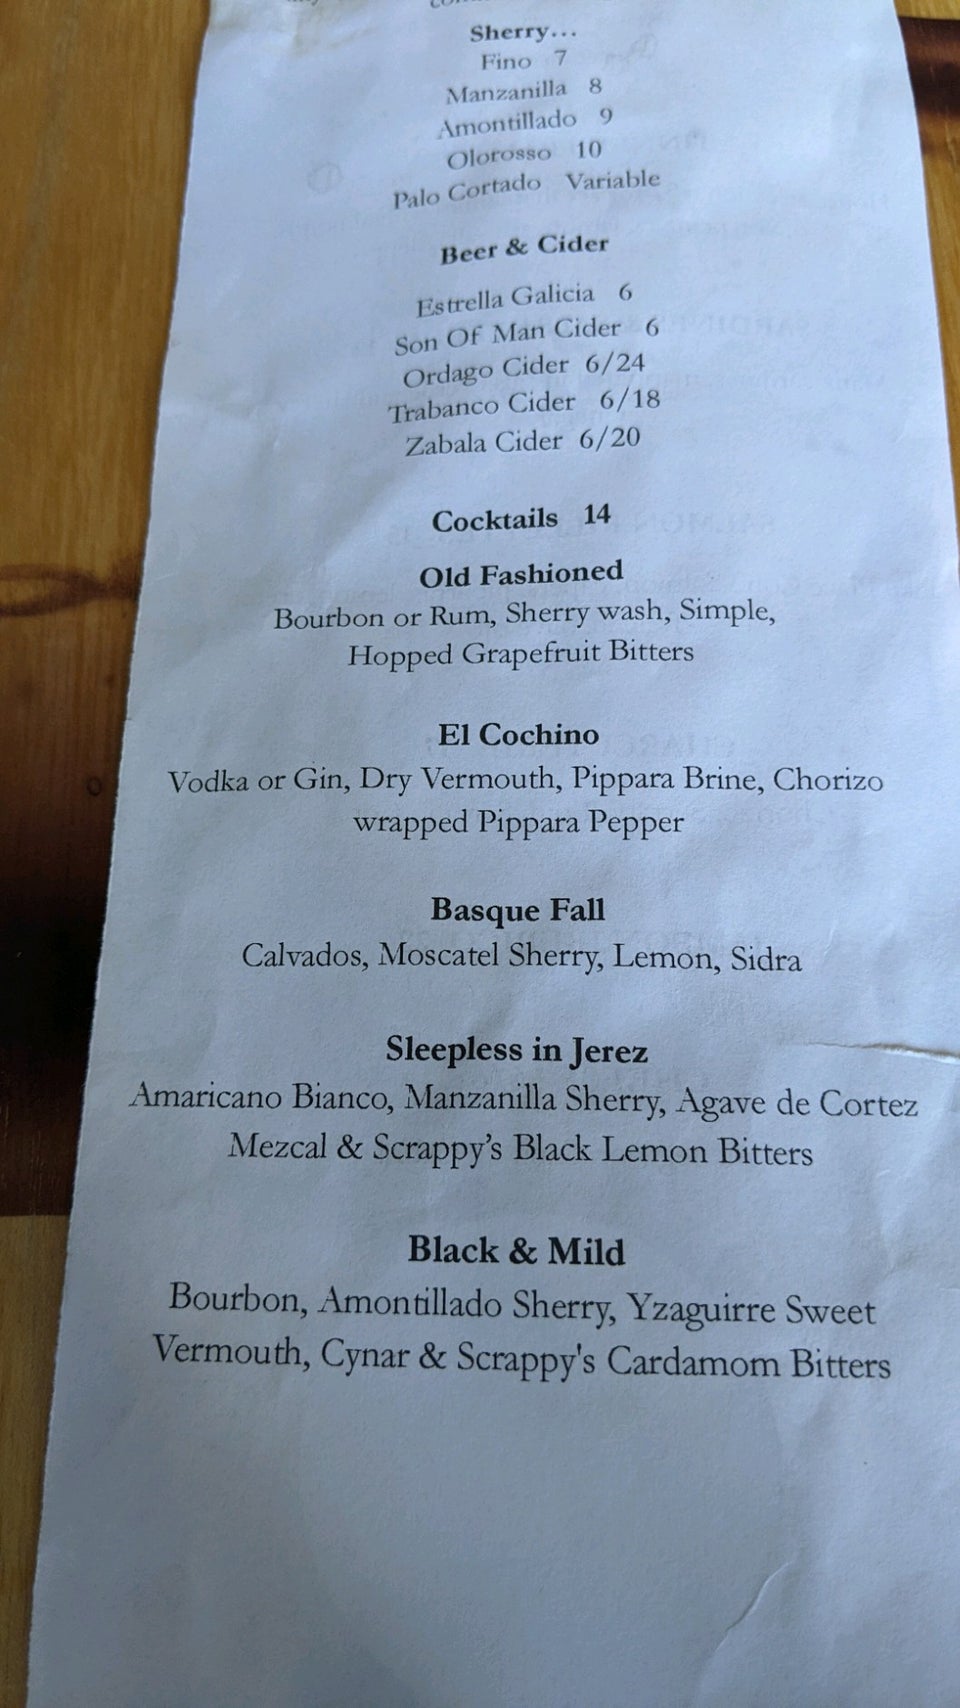 Sherry...
Fino 7
Manzanilla 8
Amontillado 9
Olorosso 10
Palo Cortado Variable
Beer & Cider
Estrella Galicia 6
Son Of Man Cider 6
Ordago Cider 6/24
Trabanco Cider 6/18
Zabala Cider 6/20
Cocktails 14
Old Fashioned
Bourbon or Rum, Sherry wash, Simple,
Hopped Grapefruit Bitters
El Cochino
Vodka or Gin, Dry Vermouth, Pippara Brine, Chorizo
wrapped Pippara Pepper
Basque Fall
Calvados, Moscatel Sherry, Lemon, Sidra
Sleepless in Jerez
Amaricano Bianco, Manzanilla Sherry, Agave de Cortez
Mezcal & Scrappy’s Black Lemon Bitters
Black & Mild
Bourbon, Amontillado Sherry, Yzaguirre Sweet
Vermouth, Cynar & Scrappy's Cardamom Bitters